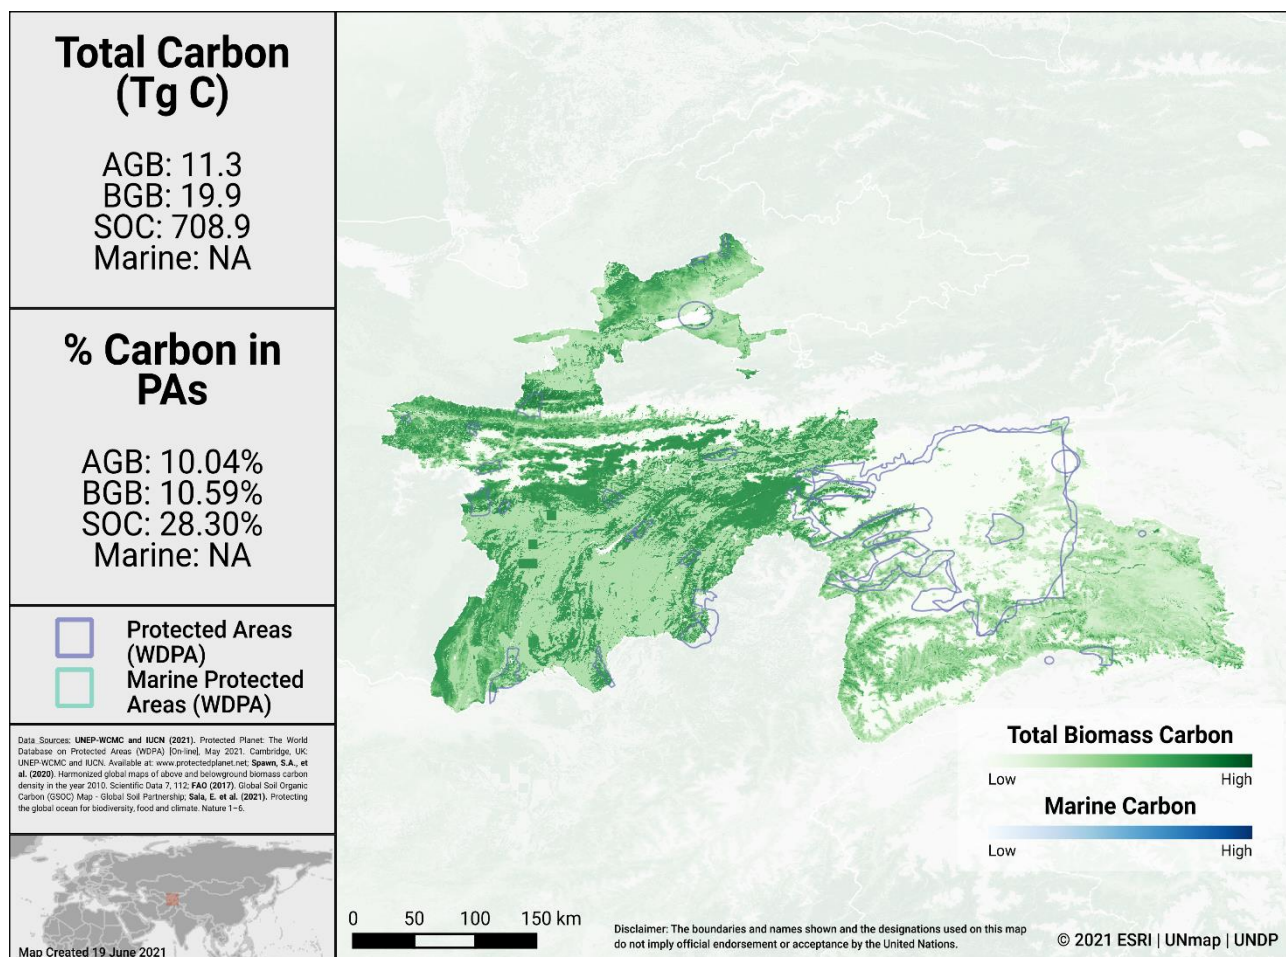 Total Carbon
(Tg C)
AGB: 11.3
BGB: 19.9
SOC: 708.9
Marine: NA
% Carbon in
PAs
AGB: 10.04%
BGB: 10.59%
SOC: 28.30%
Marine: NA
Protected Areas
(WDPA)
Marine Protected
Areas (WDPA)
Data Sources: UNEP-WCMC and IUCN (2021). Protected Planet: The World
Database on Protected Areas (WDPA) [On-line], May 2021. Cambridge, UK:
UNEP-WCMC and IUCN. Available at: www.protectedplanet.net; Spawn, S.A., et
al. (2020). Harmonized global maps of above and belowground biomass carbon
density in the year 2010. Scientific Data 7, 112; FAO (2017). Global Soil Organic
Carbon (GSOC) Map - Global Soil Partnership; Sala, E. et al. (2021). Protecting
the global ocean for biodiversity, food and climate. Nature 1–6.
Map Created 19 June 2021
Total Biomass Carbon
Low High
Marine Carbon
Low High
0 50 100 150 km
Disclaimer: The boundaries and names shown and the designations used on this map
do not imply official endorsement or acceptance by the United Nations.
© 2021 ESRI | UNmap | UNDP